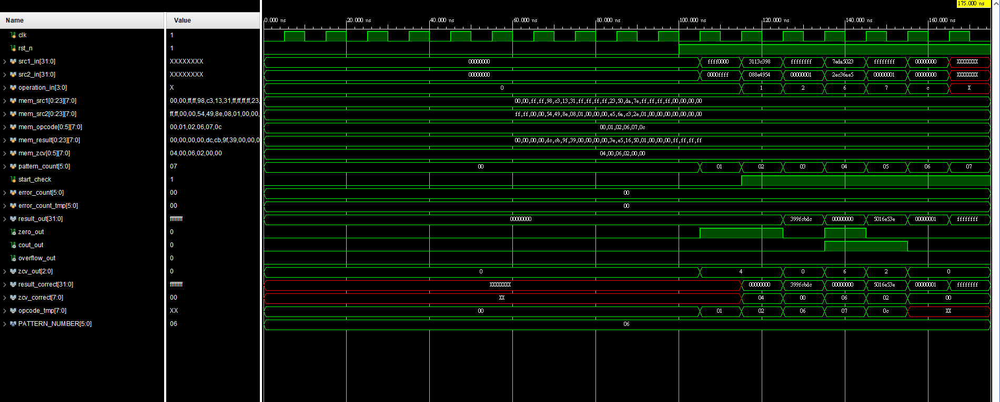 175.000 ns
Name Value 0.000 ns 20.000 ns 40.000 ns 60.000 ns 80.000 ns 100.000 ns 120.000 ns 140.000 ns 160.000 ns
clk 1
rst_n 1
src1_in[31:0] XXXXXXXX 00000000 ffff0000 3113c398 ffffffff 7eda5023 ffffffff 00000000 XXXXXXXX
src2_in[31:0] XXXXXXXX 00000000 0000ffff 088e4954 00000001 2ec36ae5 00000001 00000000 XXXXXXXX
operation_in[3:0] X 0 1 2 6 7 c X
mem_src1[0:23][7:0] 00,00,ff,ff,98,c3,13,31,ff,ff,ff,ff,23, 00,00,ff,ff,98,c3,13,31,ff,ff,ff,ff,23,50,da,7e,ff,ff,ff,ff,00,00,00,00
mem_src2[0:23][7:0] ff,ff,00,00,54,49,8e,08,01,00,00, ff,ff,00,00,54,49,8e,08,01,00,00,00,e5,6a,c3,2e,01,00,00,00,00,00,00,00
mem_opcode[0:5][7:0] 00,01,02,06,07,0c 00,01,02,06,07,0c
mem_result[0:23][7:0] 00,00,00,00,dc,cb,9f,39,00,00,0 00,00,00,00,dc,cb,9f,39,00,00,00,00,3e,e5,16,50,01,00,00,00,ff,ff,ff,ff
mem_zcv[0:5][7:0] 04,00,06,02,00,00 04,00,06,02,00,00
pattern_count[5:0] 07 00 01 02 03 04 05 06 07
start_check 1
error_count[5:0] 00 00
error_count_tmp[5:0] 00 00
result_out[31:0] ffffffff 00000000 399fcbdc 00000000 5016e53e 00000001 ffffffff
zero_out 0
cout_out 0
overflow_out 0
zcv_out[2:0] 0 0 4 0 6 2 0
result_correct[31:0] ffffffff XXXXXXXX 00000000 399fcbdc 00000000 5016e53e 00000001 ffffffff
zcv_correct[7:0] 00 XX 04 00 06 02 00
opcode_tmp[7:0] XX 00 01 02 06 07 0c XX
PATTERN_NUMBER[5:0] 06 06